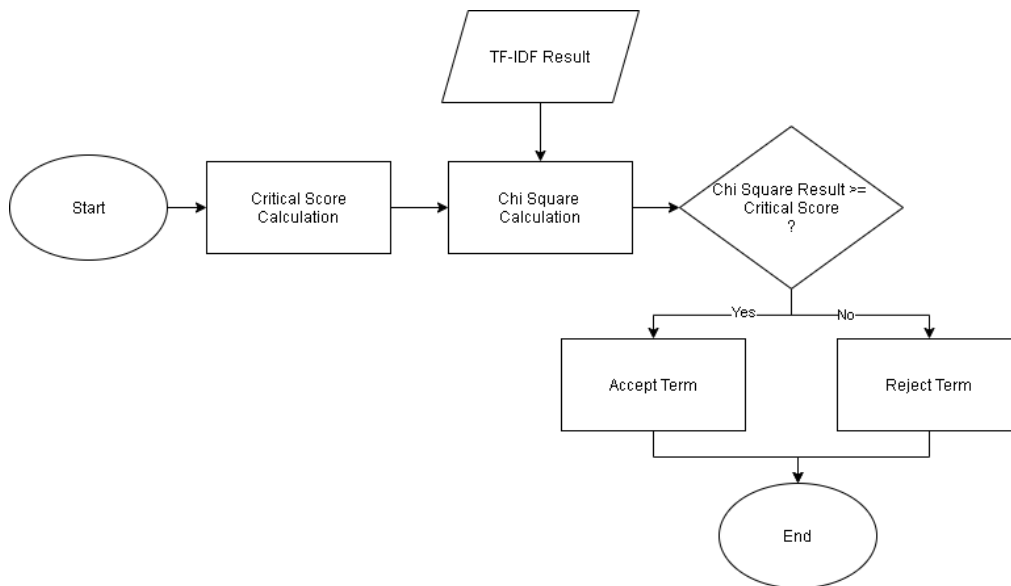 TF-IDF Result
Start
Critical Score
Calculation
Chi Square
Calculation
Chi Square Result >=
Critical Score
?
Yes
No
Accept Term
Reject Term
End